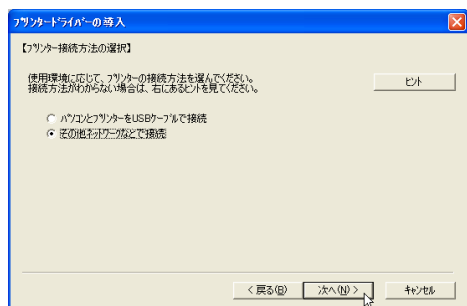 プリンタードライバーの導入
【プリンター接続方法の選択】
使用環境に応じて、プリンターの接続方法を選んでください。
接続方法がわからない場合は、右にあるヒントを見てください。
ヒント
パソコンとプリンターをUSBケーブルで接続
その他ネットワークなどで接続
< 戻る(B)
次へ(N) >
キャンセル